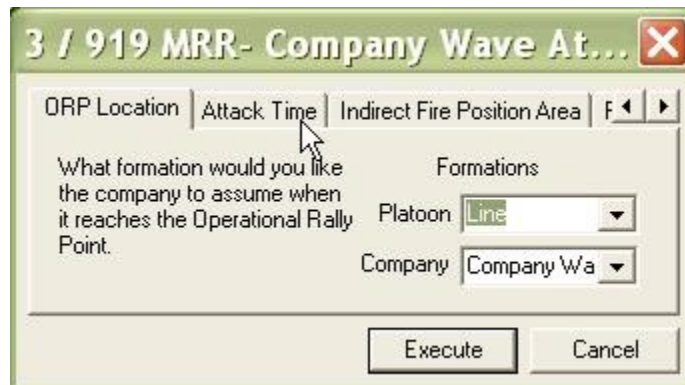 3 / 919 MRR- Company Wave At...
ORP Location Attack Time Indirect Fire Position Area
What formation would you like
the company to assume when
it reaches the Operational Rally
Point.
Formations
Platoon Line
Company Company Wa
Execute Cancel